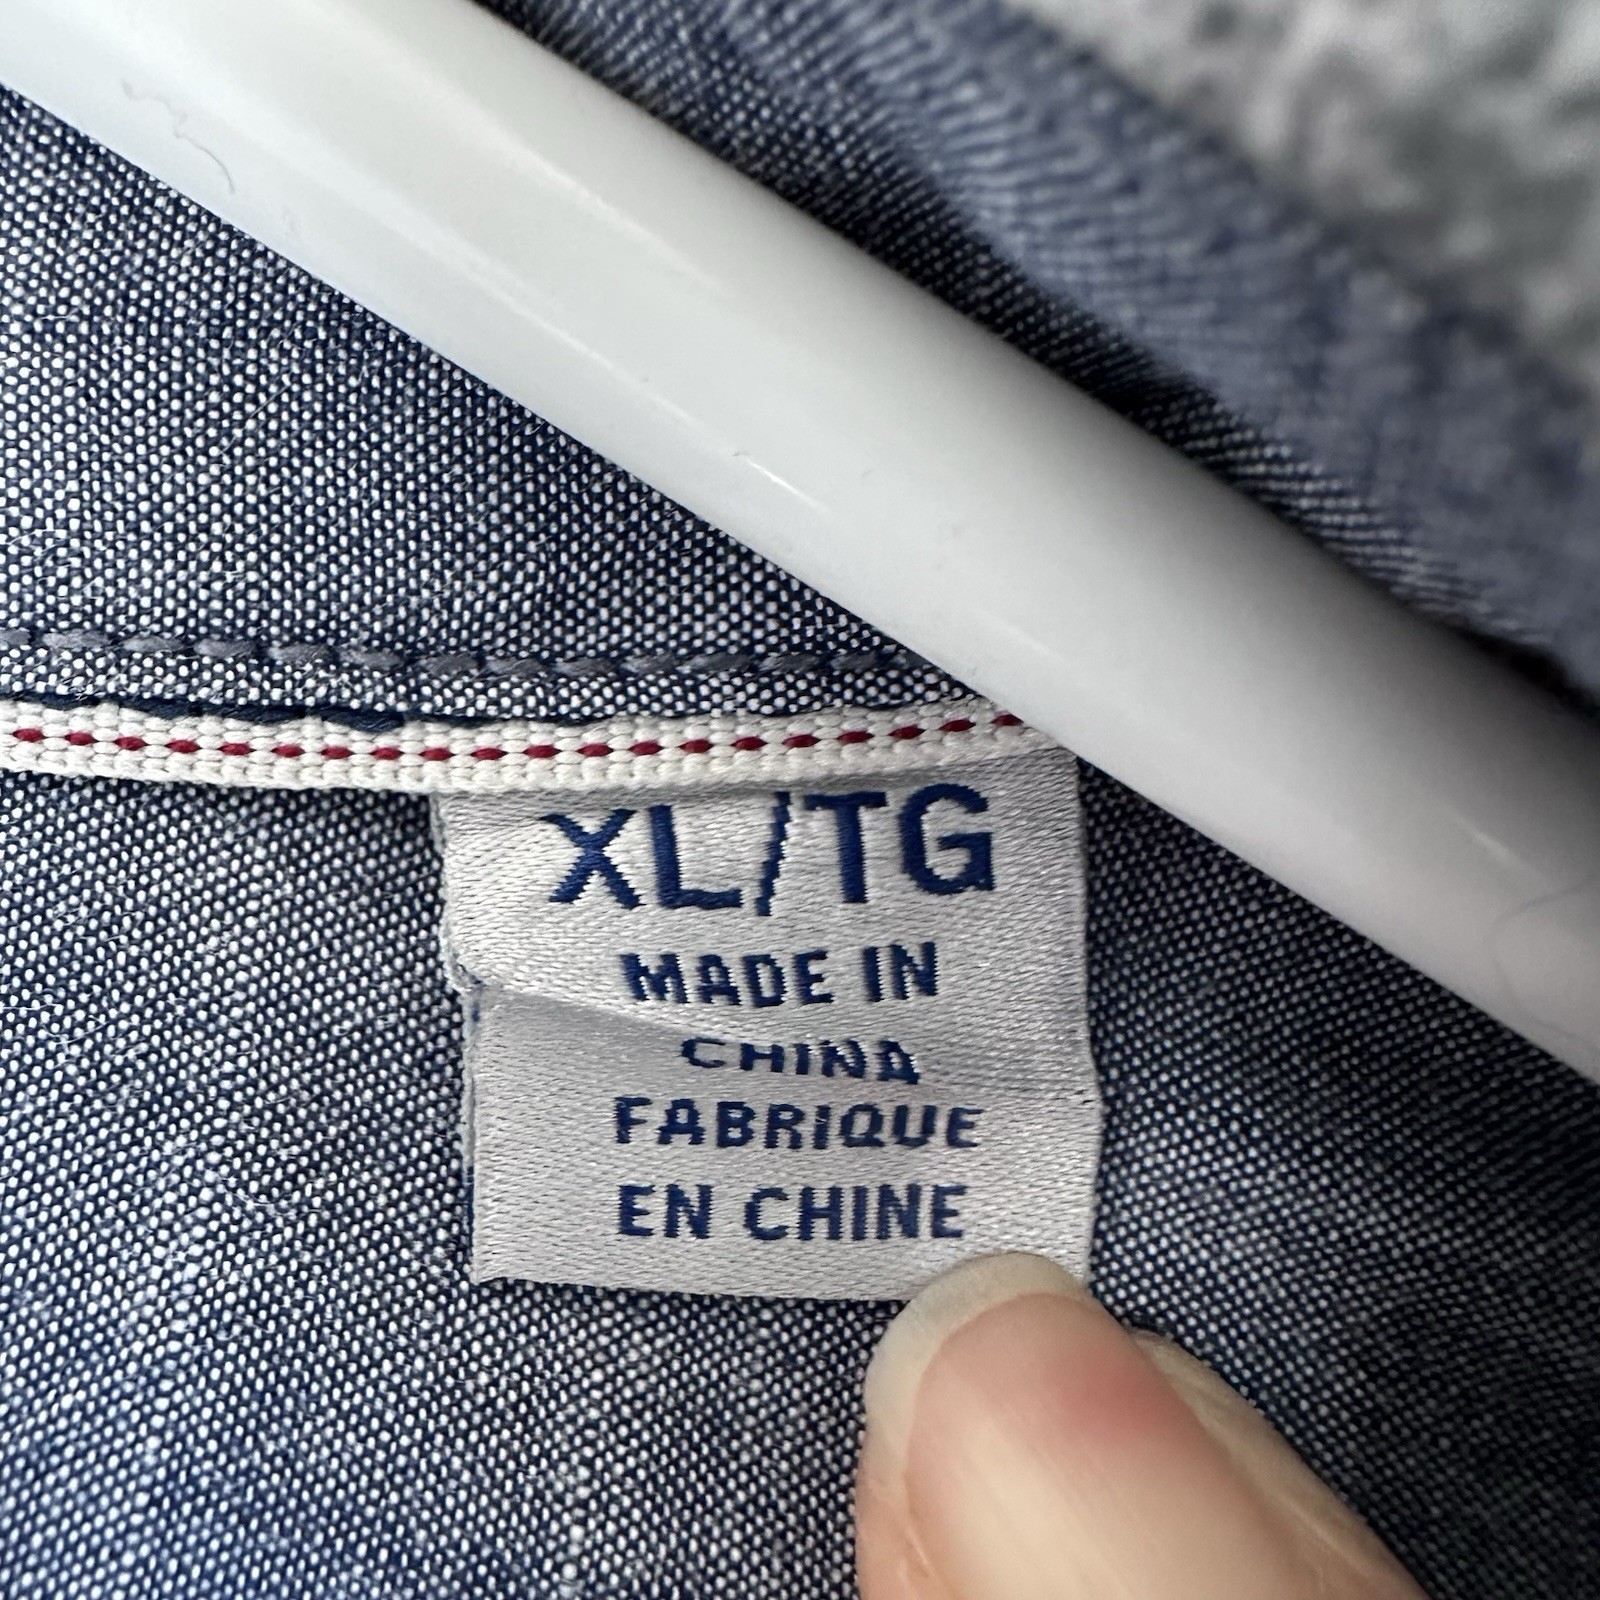 XL/TG
MADE IN
CHINA
FABRIQUE
EN CHINE